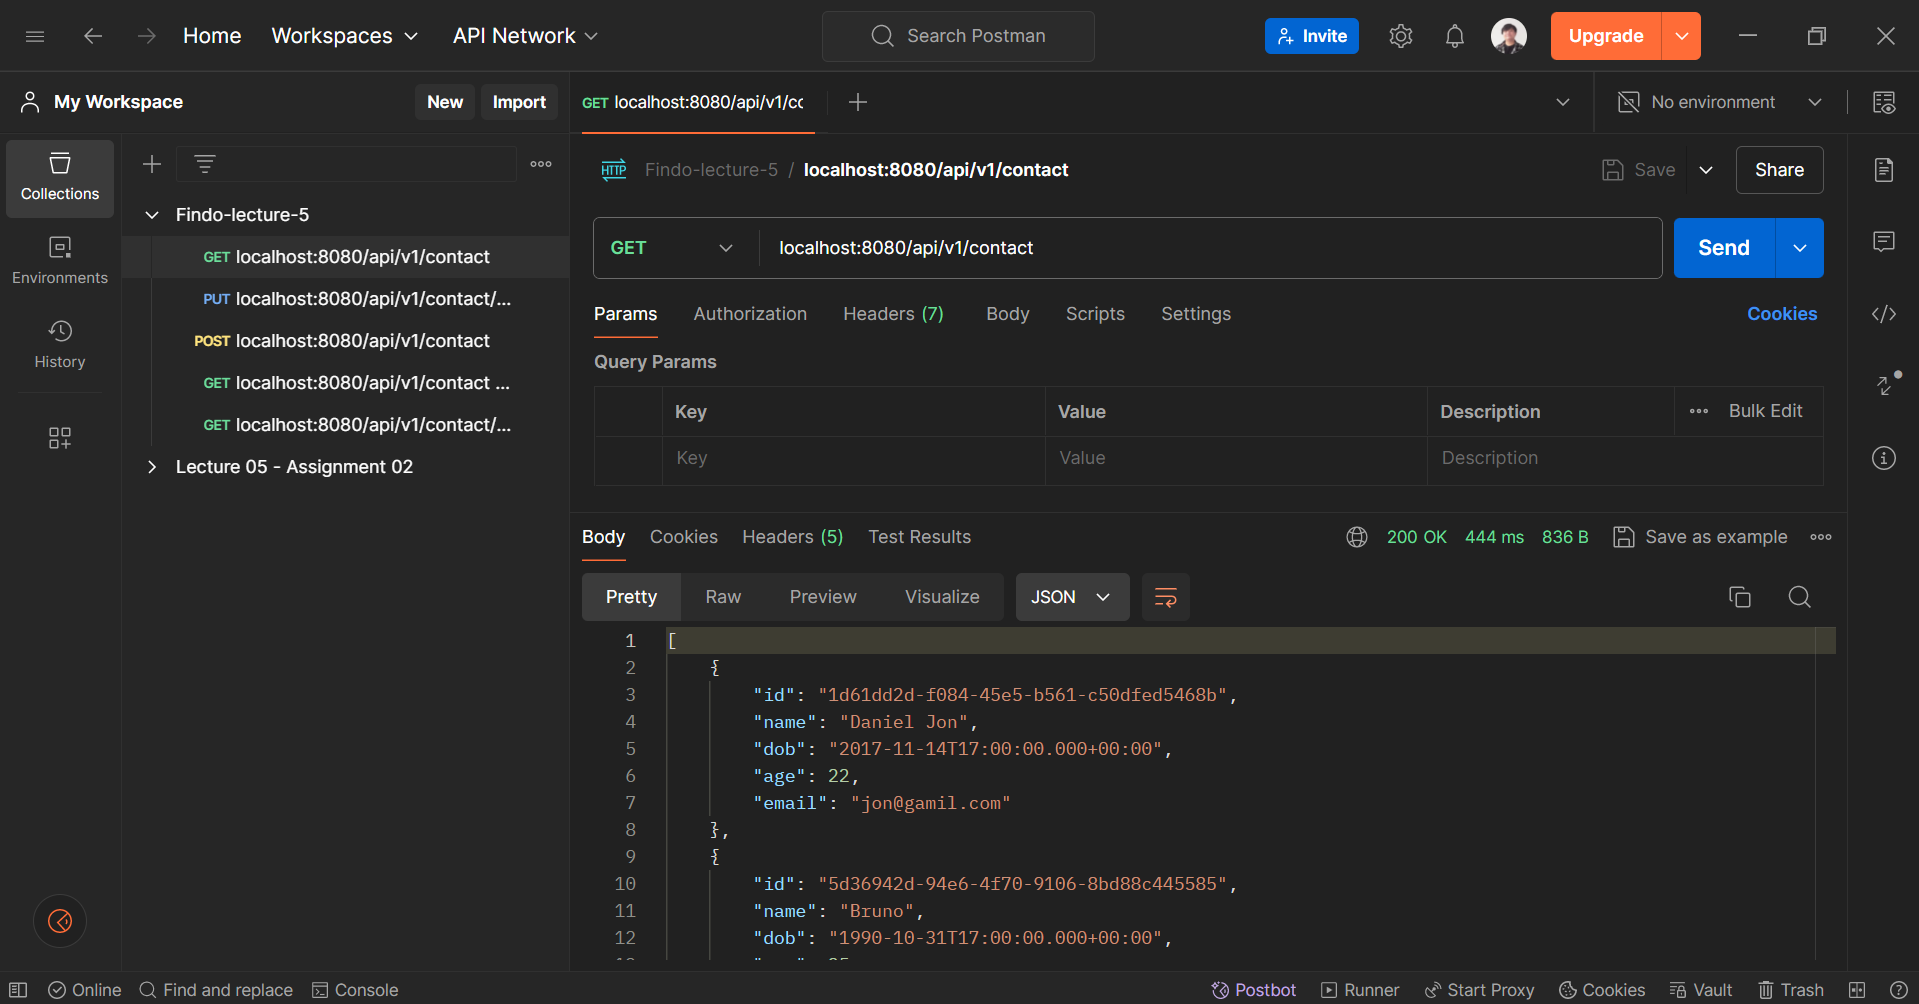 Home Workspaces API Network Search Postman Invite Upgrade
My Workspace New Import GET localhost:8080/api/v1/cc No environment
Collections
Environments
History
Findo-lecture-5
GET localhost:8080/api/v1/contact
PUT localhost:8080/api/v1/contact/...
POST localhost:8080/api/v1/contact
GET localhost:8080/api/v1/contact ...
GET localhost:8080/api/v1/contact/...
Lecture 05 - Assignment 02
HTTP Findo-lecture-5 / localhost:8080/api/v1/contact Save Share
GET localhost:8080/api/v1/contact Send
Params Authorization Headers (7) Body Scripts Settings Cookies
Query Params
Key Value Description Bulk Edit
Key Value Description
Body Cookies Headers (5) Test Results 200 OK 444 ms 836 B Save as example
Pretty Raw Preview Visualize JSON
1 [
2 {
3 "id": "1d61dd2d-f084-45e5-b561-c50dfed5468b",
4 "name": "Daniel Jon",
5 "dob": "2017-11-14T17:00:00.000+00:00",
6 "age": 22,
7 "email": "jon@gamil.com"
8 },
9 {
10 "id": "5d36942d-94e6-4f70-9106-8bd88c445585",
11 "name": "Bruno",
12 "dob": "1990-10-31T17:00:00.000+00:00",
Online Find and replace Console Postbot Runner Start Proxy Cookies Vault Trash